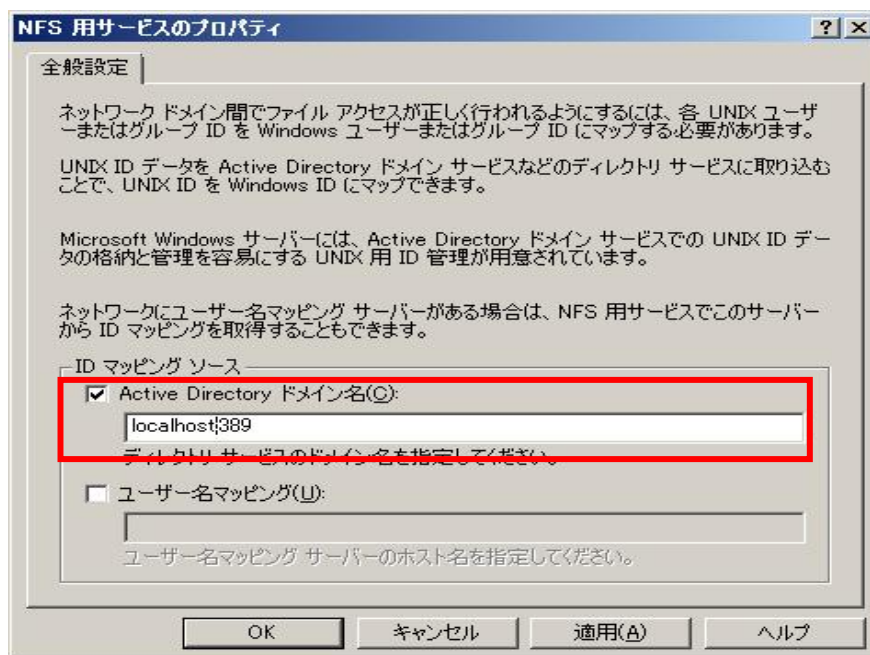 NFS 用サービスのプロパティ
全般設定
ネットワーク ドメイン間でファイル アクセスが正しく行われるようにするには、各 UNIX ユーザ
ーまたはグループ ID を Windows ユーザーまたはグループ ID にマップする必要があります。
UNIX ID データを Active Directory ドメイン サービスなどのディレクトリ サービスに取り込む
ことで、UNIX ID を Windows ID にマップできます。
Microsoft Windows サーバーには、Active Directory ドメイン サービスでの UNIX ID デー
タの格納と管理を容易にする UNIX 用 ID 管理が用意されています。
ネットワークにユーザー名マッピング サーバーがある場合は、NFS 用サービスでこのサーバー
から ID マッピングを取得することもできます。
ID マッピング ソース
Active Directory ドメイン名(C):
localhost:389
ディレクトリ サービスのドメイン名を指定してください。
ユーザー名マッピング(U):
ユーザー名マッピング サーバーのホスト名を指定してください。
OK キャンセル 適用(A) ヘルプ